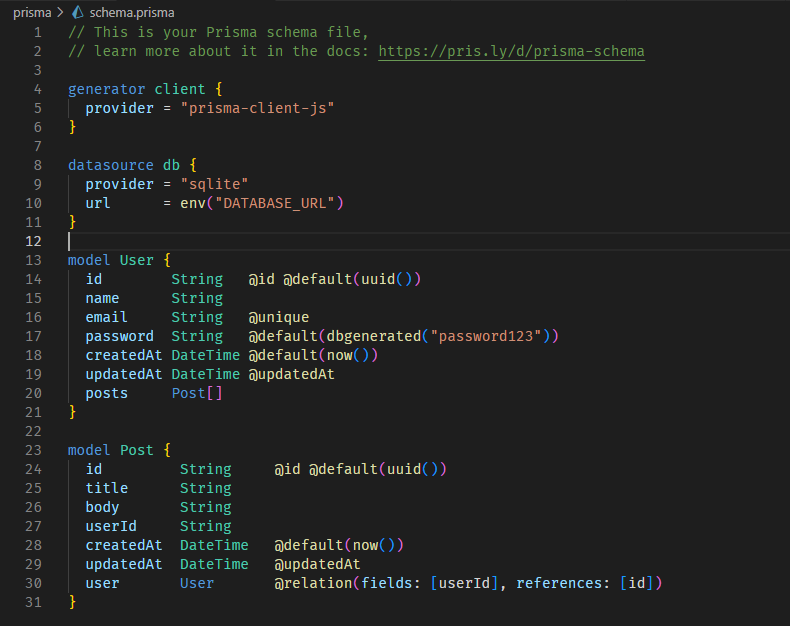 prisma > schema.prisma
1 // This is your Prisma schema file,
2 // learn more about it in the docs: https://pris.ly/d/prisma-schema
3
4 generator client {
5   provider = "prisma-client-js"
6 }
7
8 datasource db {
9   provider = "sqlite"
10   url      = env("DATABASE_URL")
11 }
12
13 model User {
14   id        String   @id @default(uuid())
15   name      String
16   email     String   @unique
17   password  String   @default(dbgenerated("password123"))
18   createdAt DateTime @default(now())
19   updatedAt DateTime @updatedAt
20   posts     Post[]
21 }
22
23 model Post {
24   id         String     @id @default(uuid())
25   title      String
26   body       String
27   userId     String
28   createdAt  DateTime   @default(now())
29   updatedAt  DateTime   @updatedAt
30   user       User       @relation(fields: [userId], references: [id])
31 }